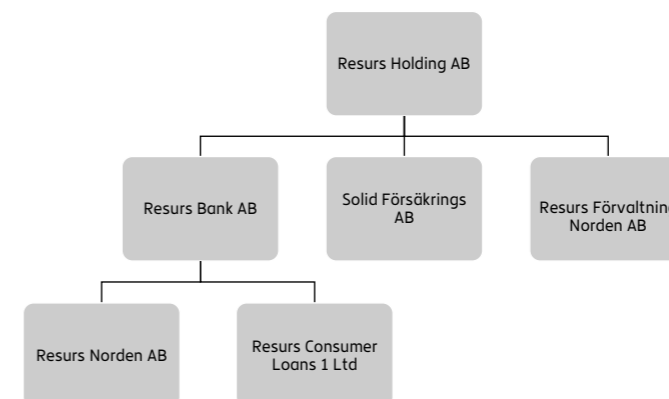 Resurs Holding AB
Resurs Bank AB
Solid Försäkrings
AB
Resurs Förvaltning
Norden AB
Resurs Norden AB
Resurs Consumer
Loans 1 Ltd